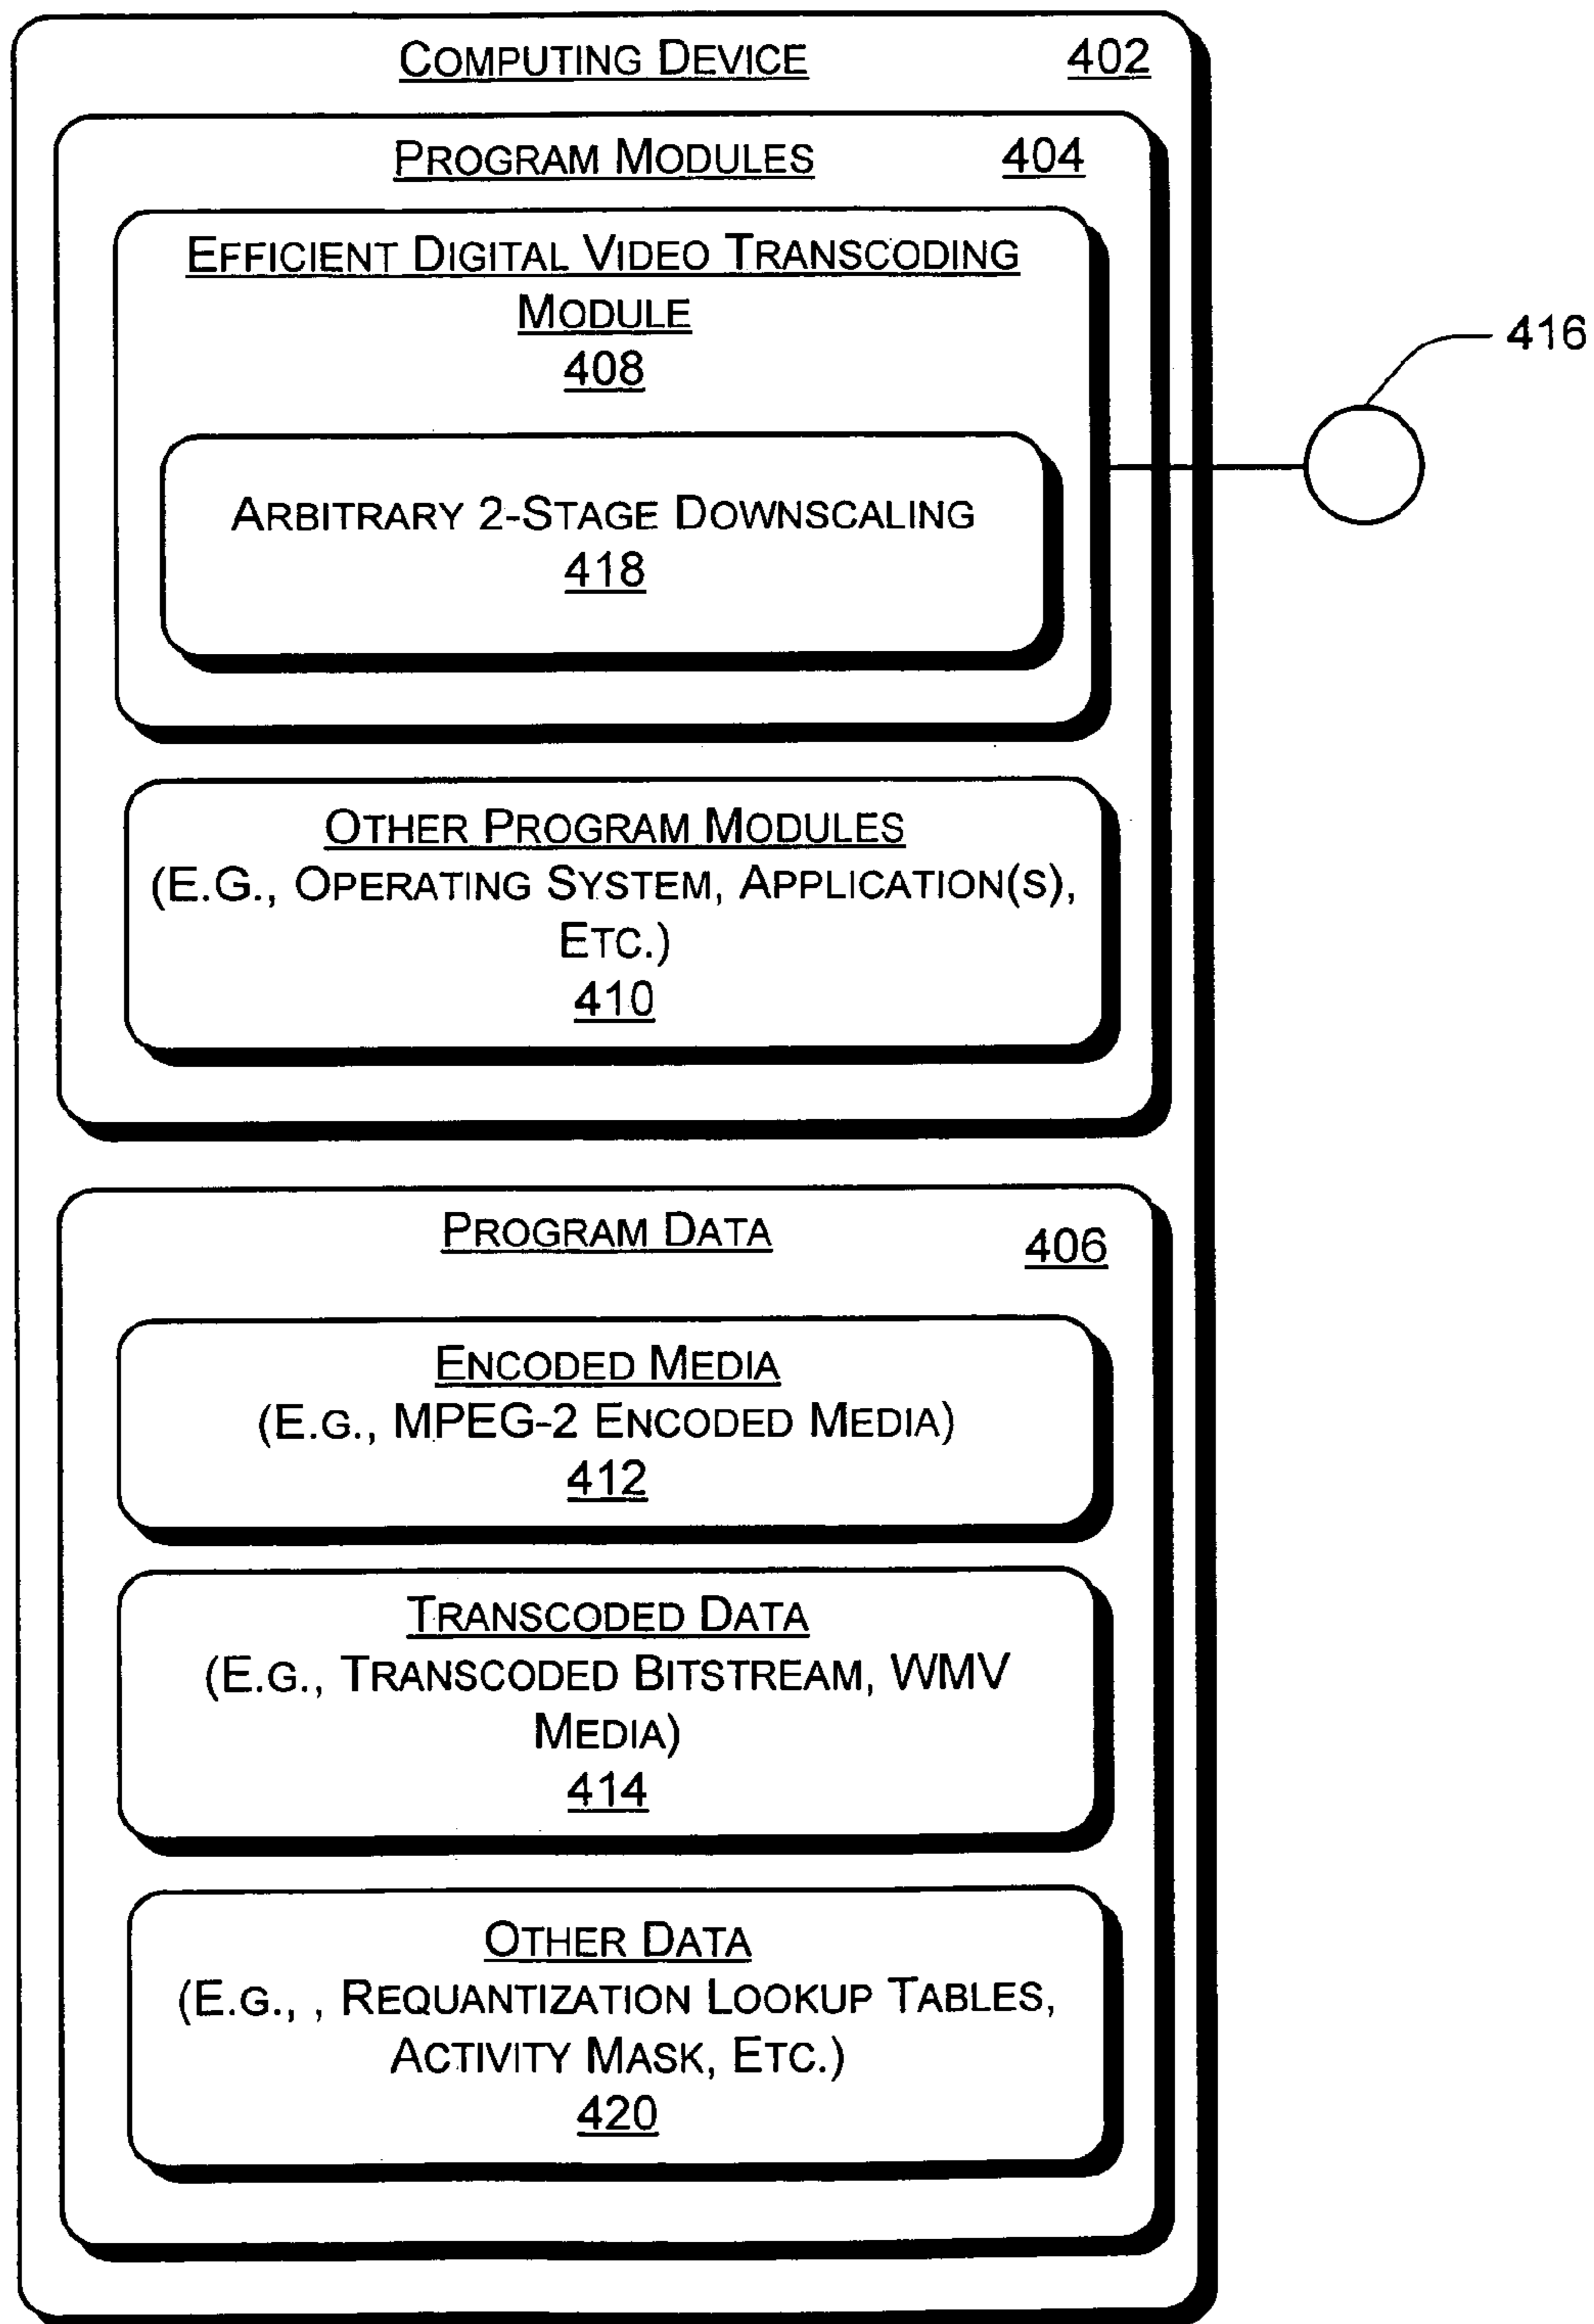 COMPUTING DEVICE 402
PROGRAM MODULES 404
EFFICIENT DIGITAL VIDEO TRANSCODING
MODULE
408
416
ARBITRARY 2-STAGE DOWNSCALING
418
OTHER PROGRAM MODULES
(E.G., OPERATING SYSTEM, APPLICATION(S),
ETC.)
410
PROGRAM DATA 406
ENCODED MEDIA
(E.G., MPEG-2 ENCODED MEDIA)
412
TRANSCODED DATA
(E.G., TRANSCODED BITSTREAM, WMV
MEDIA)
414
OTHER DATA
(E.G., , REQUANTIZATION LOOKUP TABLES,
ACTIVITY MASK, ETC.)
420